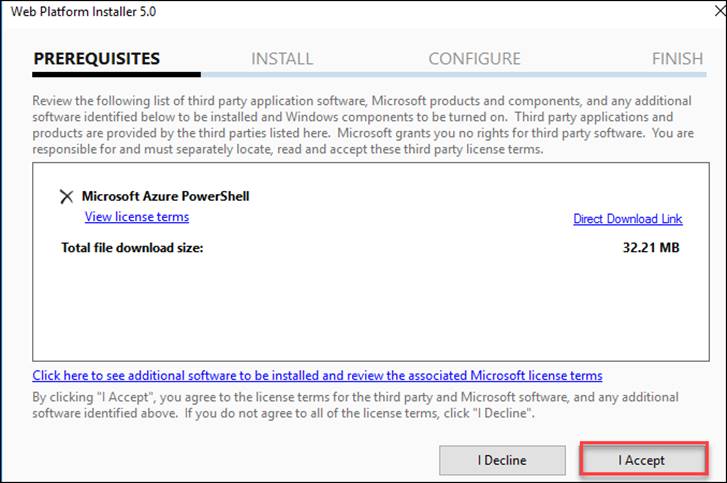 Web Platform Installer 5.0
PREREQUISITES INSTALL CONFIGURE FINISH
Review the following list of third party application software, Microsoft products and components, and any additional
software identified below to be installed and Windows components to be turned on. Third party applications and
products are provided by the third parties listed here. Microsoft grants you no rights for third party software. You are
responsible for and must separately locate, read and accept these third party license terms.
Microsoft Azure PowerShell
View license terms Direct Download Link
Total file download size: 32.21 MB
Click here to see additional software to be installed and review the associated Microsoft license terms
By clicking "I Accept", you agree to the license terms for the third party and Microsoft software, and any additional
software identified above. If you do not agree to all of the license terms, click "I Decline".
I Decline I Accept